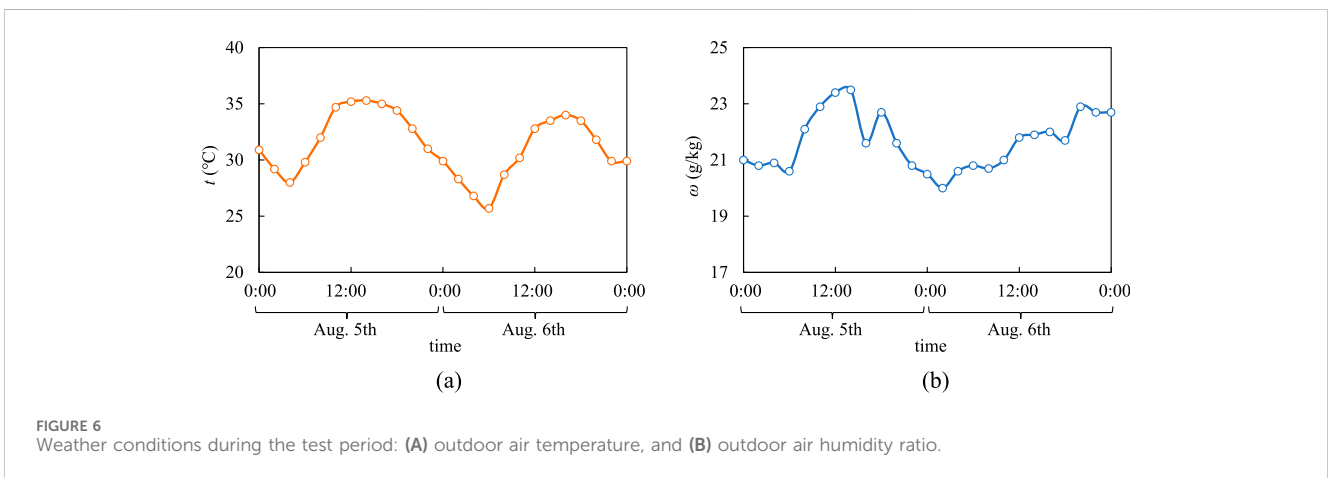 40
35
30
25
20
t (°C)
0:00 12:00 0:00 12:00 0:00
Aug. 5th Aug. 6th
time
(a)
25
23
21
19
17
ω (g/kg)
0:00 12:00 0:00 12:00 0:00
Aug. 5th Aug. 6th
time
(b)
FIGURE 6
Weather conditions during the test period: (A) outdoor air temperature, and (B) outdoor air humidity ratio.